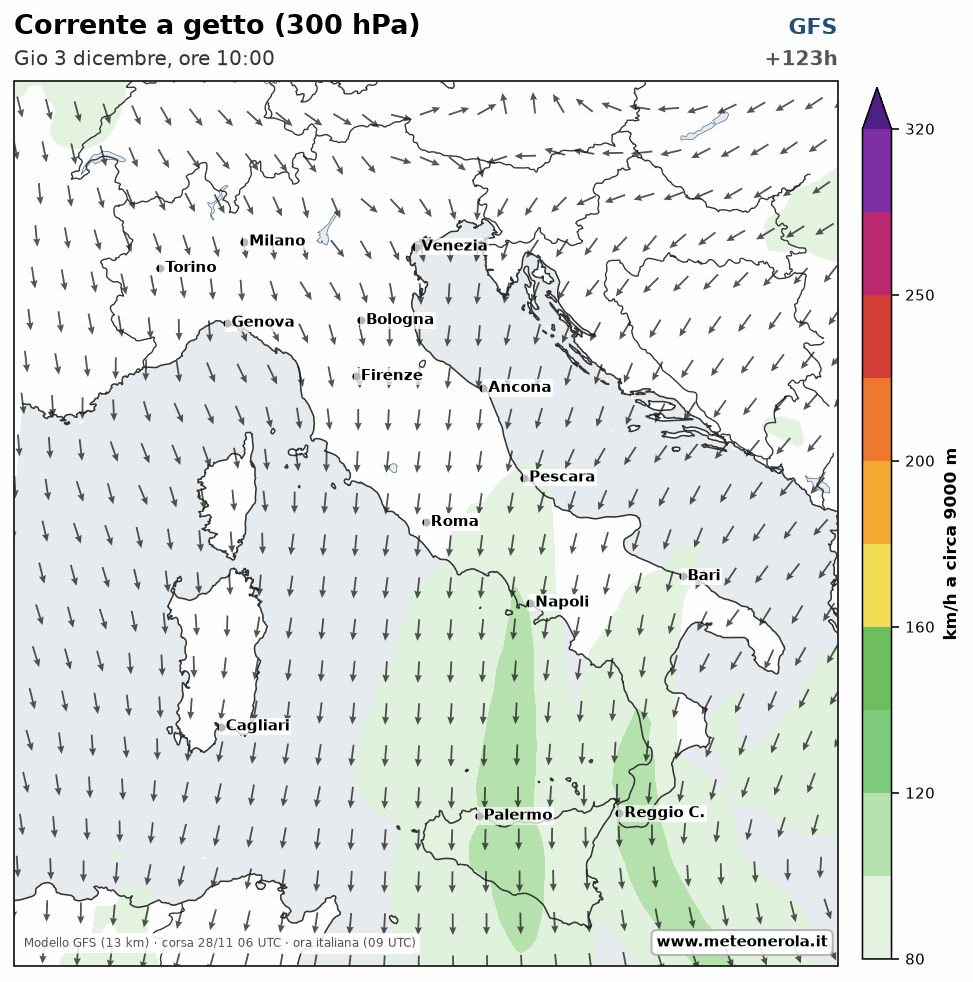 Corrente a getto (300 hPa)
GFS
Gio 3 dicembre, ore 10:00
+123h
Milano
Venezia
Torino
Genova
Bologna
Firenze
Ancona
Pescara
Roma
Bari
Napoli
Cagliari
Palermo
Reggio C.
320
250
200
160
120
80
km/h a circa 9000 m
Modello GFS (13 km) · corsa 28/11 06 UTC · ora italiana (09 UTC)
www.meteonerola.it